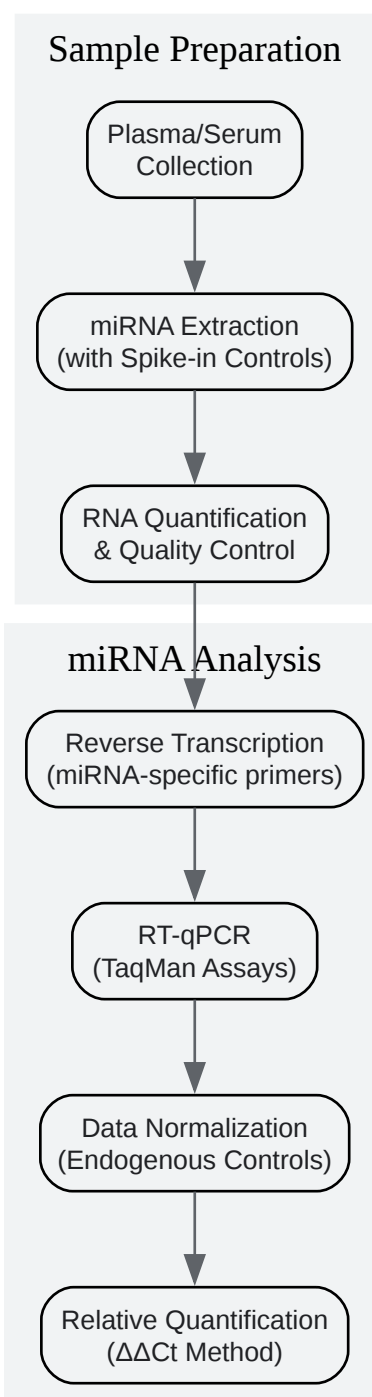 Sample Preparation
Plasma/Serum
Collection
miRNA Extraction
(with Spike-in Controls)
RNA Quantification
& Quality Control
miRNA Analysis
Reverse Transcription
(miRNA-specific primers)
RT-qPCR
(TaqMan Assays)
Data Normalization
(Endogenous Controls)
Relative Quantification
(ΔΔCt Method)